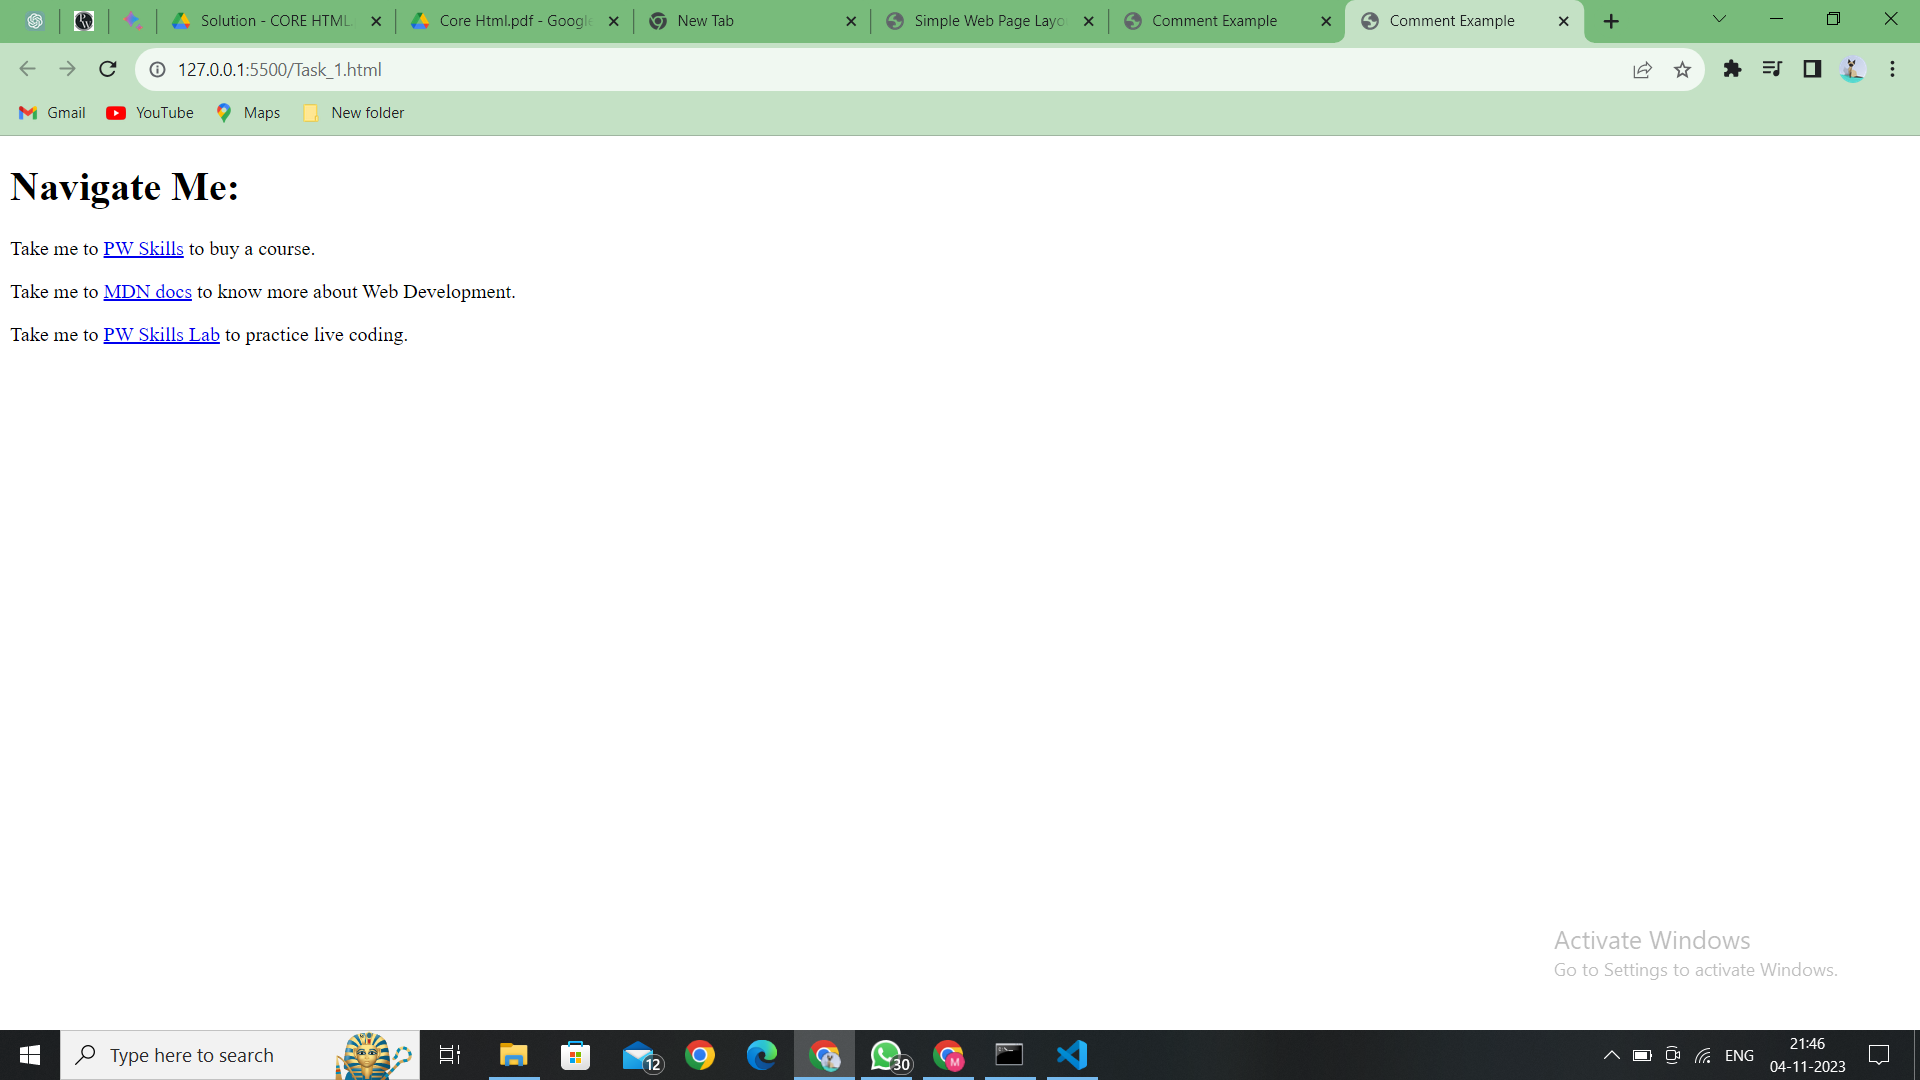 Solution - CORE HTML.
Core Html.pdf - Google
New Tab
Simple Web Page Layo
Comment Example
Comment Example
127.0.0.1:5500/Task_1.html
Gmail
YouTube
Maps
New folder
Navigate Me:
Take me to PW Skills to buy a course.
Take me to MDN docs to know more about Web Development.
Take me to PW Skills Lab to practice live coding.
Activate Windows
Go to Settings to activate Windows.
Type here to search
12
30
M
ENG
21:46
04-11-2023